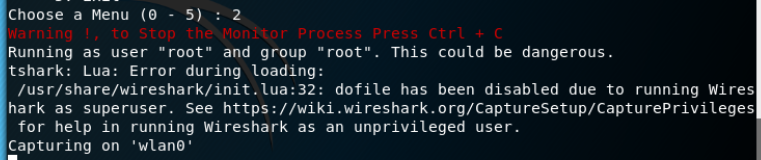 Choose a Menu (0 - 5) : 2
Warning !, to Stop the Monitor Process Press Ctrl + C
Running as user "root" and group "root". This could be dangerous.
tshark: Lua: Error during loading:
 /usr/share/wireshark/init.lua:32: dofile has been disabled due to running Wires
hark as superuser. See https://wiki.wireshark.org/CaptureSetup/CapturePrivileges
 for help in running Wireshark as an unprivileged user.
Capturing on 'wlan0'